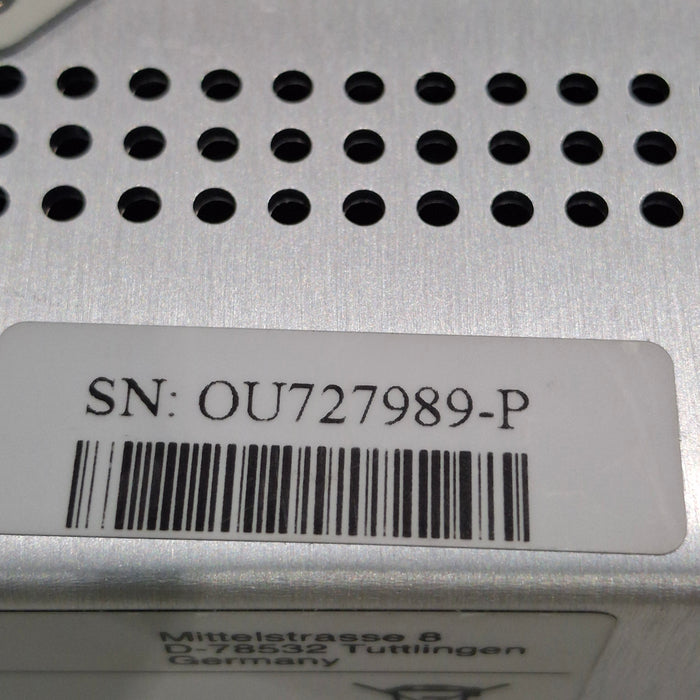 SN: OU727989-P
Mittelstrasse 8
D-78532 Tuttlingen
Germany